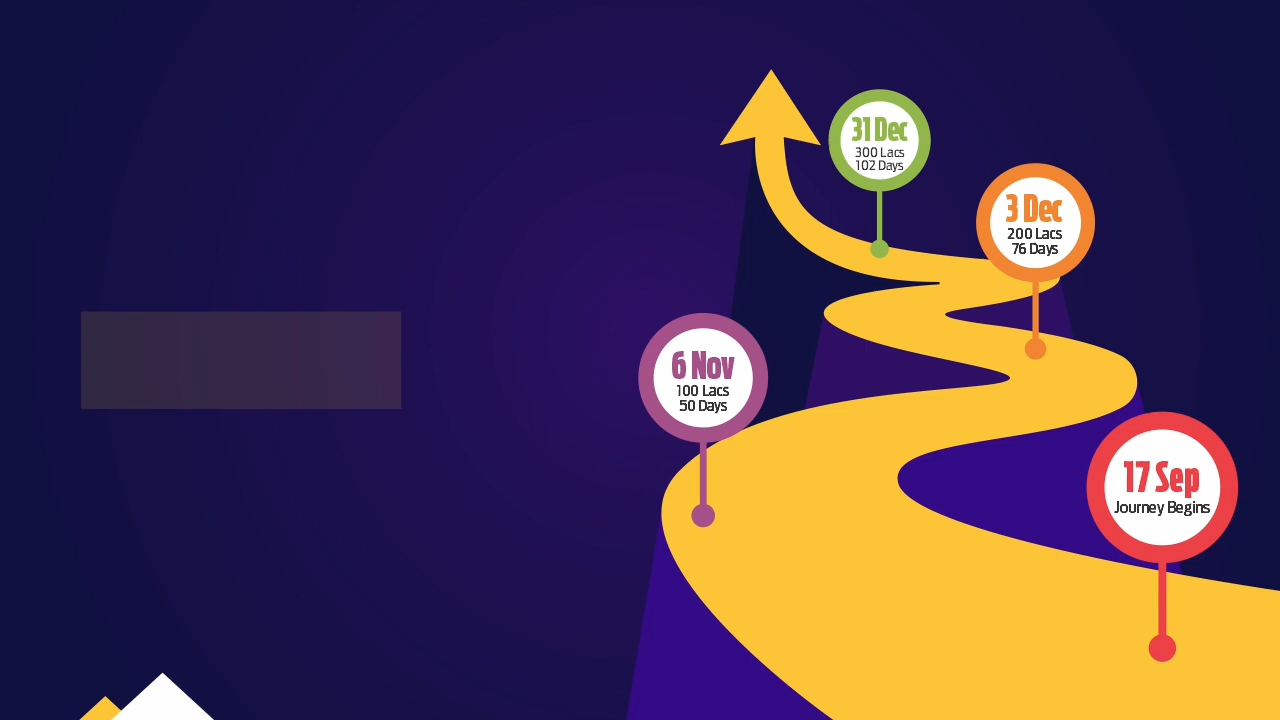 31 Dec
300 Lacs
102 Days
3 Dec
200 Lacs
76 Days
6 Nov
100 Lacs
50 Days
17 Sep
Journey Begins